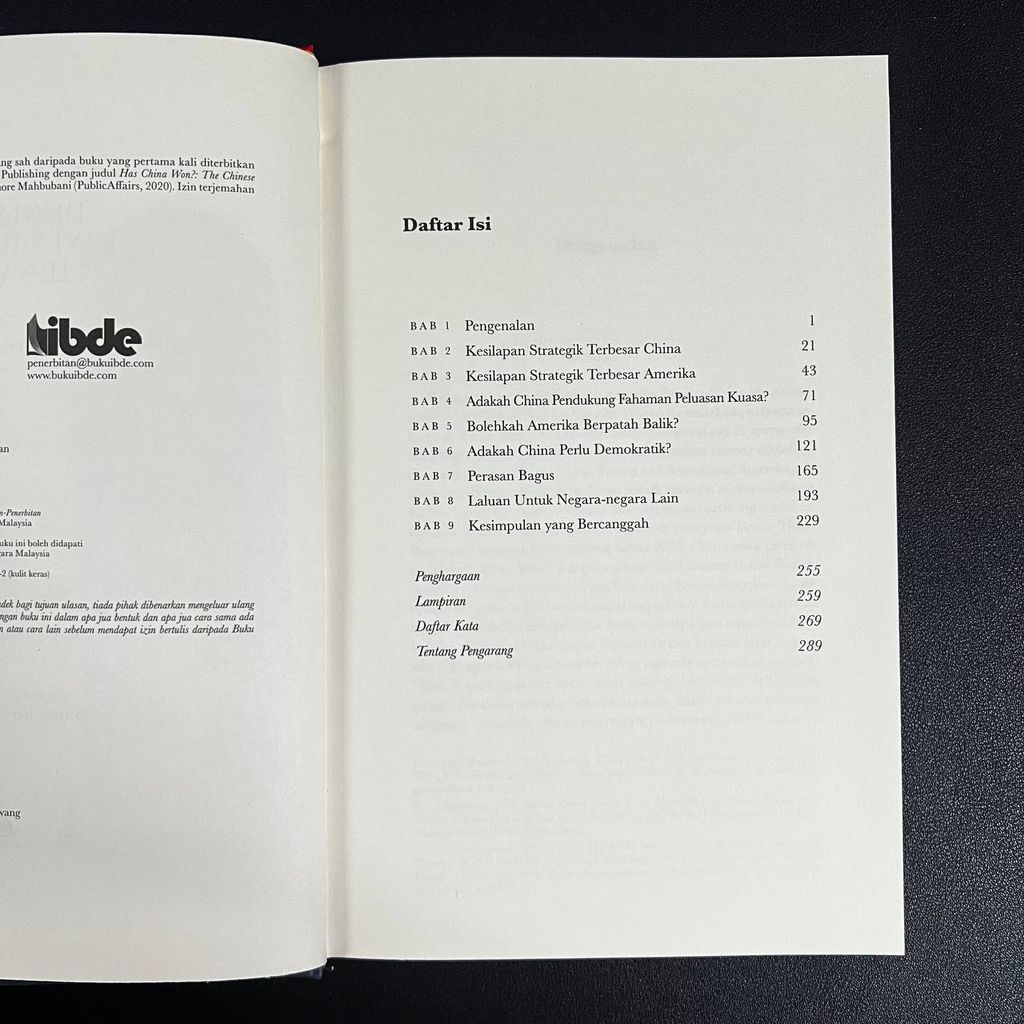 ng sah daripada buku yang pertama kali diterbitkan
Publishing dengan judul Has China Won?: The Chinese
ore Mahbubani (PublicAffairs, 2020). Izin terjemahan
ibde
penerbitan@bukuibde.com
www.bukuibde.com
an
n-Penerbitan
Malaysia
uku ini boleh didapati
gara Malaysia
-2 (kulit keras)
ndek bagi tujuan ulasan, tiada pihak dibenarkan mengeluar ulang
ngan buku ini dalam apa jua bentuk dan apa jua cara sama ada
n atau cara lain sebelum mendapat izin bertulis daripada Buku
wang
Daftar Isi
BAB 1 Pengenalan 1
BAB 2 Kesilapan Strategik Terbesar China 21
BAB 3 Kesilapan Strategik Terbesar Amerika 43
BAB 4 Adakah China Pendukung Fahaman Peluasan Kuasa? 71
BAB 5 Bolehkah Amerika Berpatah Balik? 95
BAB 6 Adakah China Perlu Demokratik? 121
BAB 7 Perasan Bagus 165
BAB 8 Laluan Untuk Negara-negara Lain 193
BAB 9 Kesimpulan yang Bercanggah 229
Penghargaan 255
Lampiran 259
Daftar Kata 269
Tentang Pengarang 289